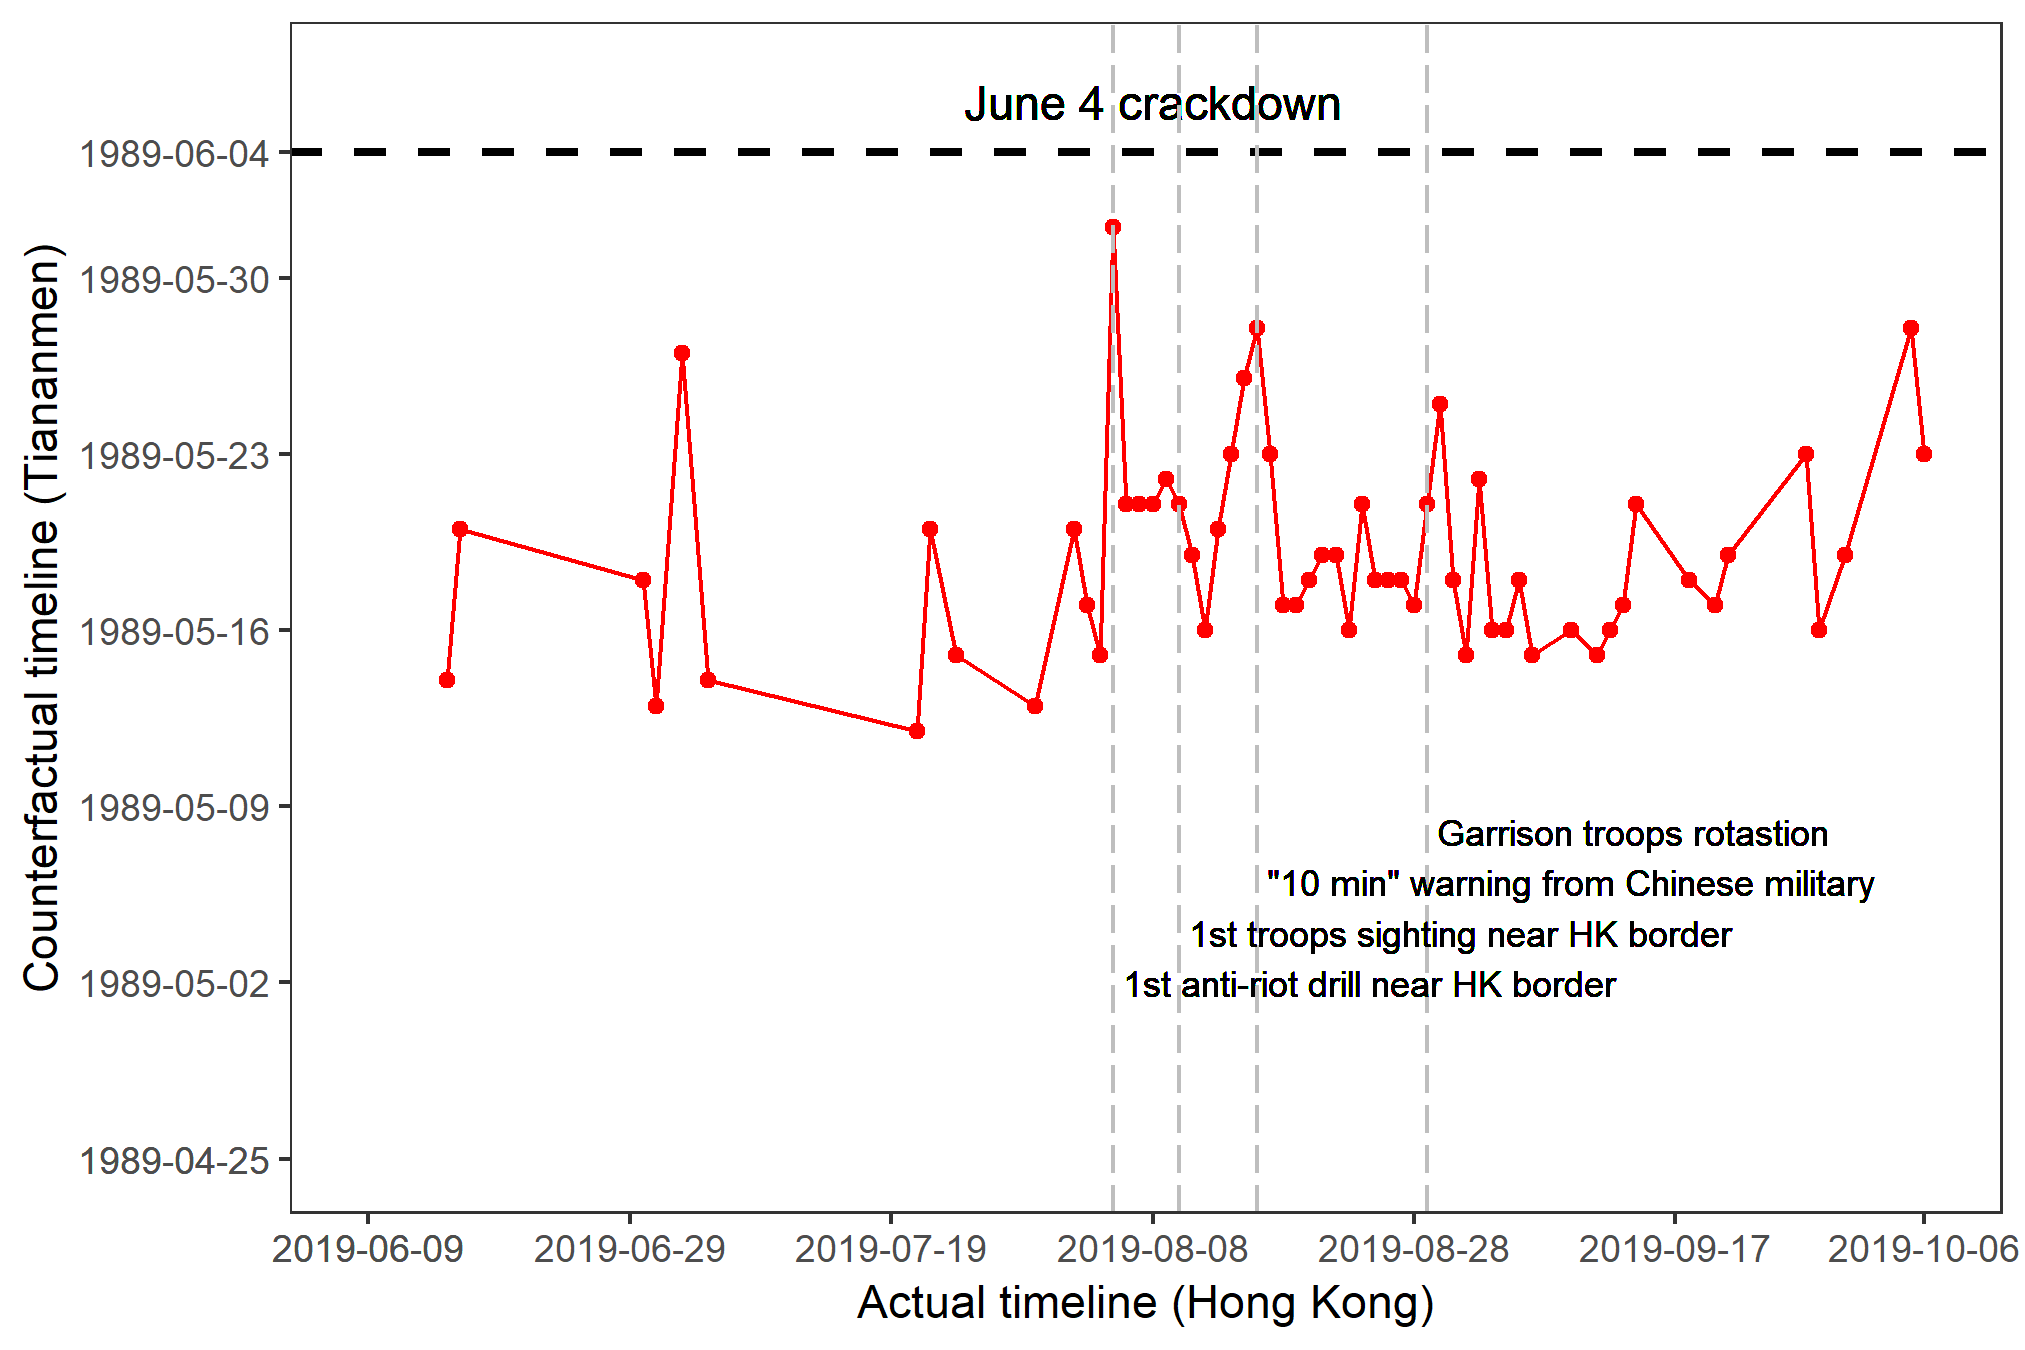 June 4 crackdown
1989-06-04
1989-05-30
1989-05-23
1989-05-16
1989-05-09
1989-05-02
1989-04-25
Counterfactual timeline (Tiananmen)
Garrison troops rotastion
"10 min" warning from Chinese military
1st troops sighting near HK border
1st anti-riot drill near HK border
2019-06-09 2019-06-29 2019-07-19 2019-08-08 2019-08-28 2019-09-17 2019-10-06
Actual timeline (Hong Kong)